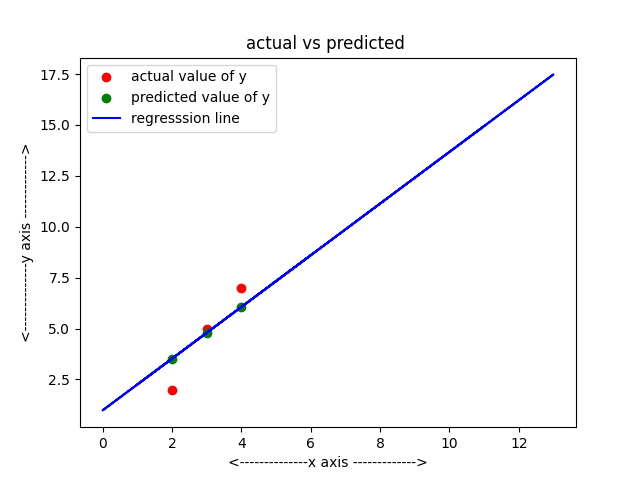 actual vs predicted
actual value of y
predicted value of y
regresssion line
17.5
15.0
12.5
10.0
7.5
5.0
2.5
<------------y axis ------------>
0 2 4 6 8 10 12
<--------------x axis ------------->